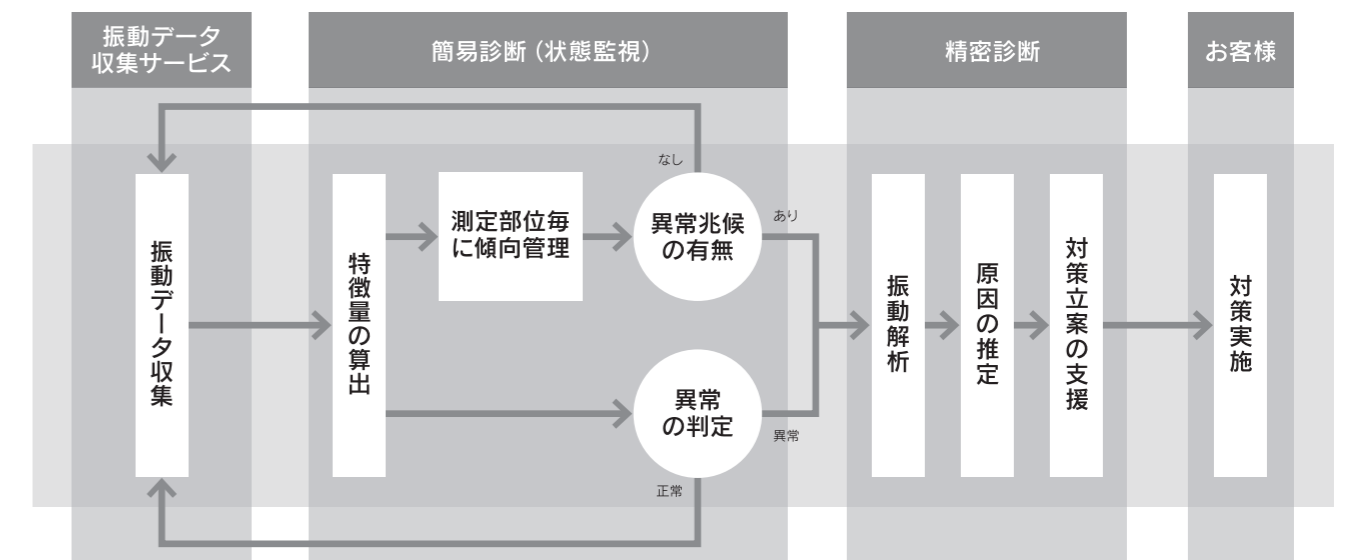 振動データ
収集サービス
簡易診断（状態監視）
精密診断
お客様
振動データ収集
特徴量の算出
測定部位毎
に傾向管理
なし
異常兆候
の有無
あり
異常
の判定
異常
正常
振動解析
原因の推定
対策立案の支援
対策実施